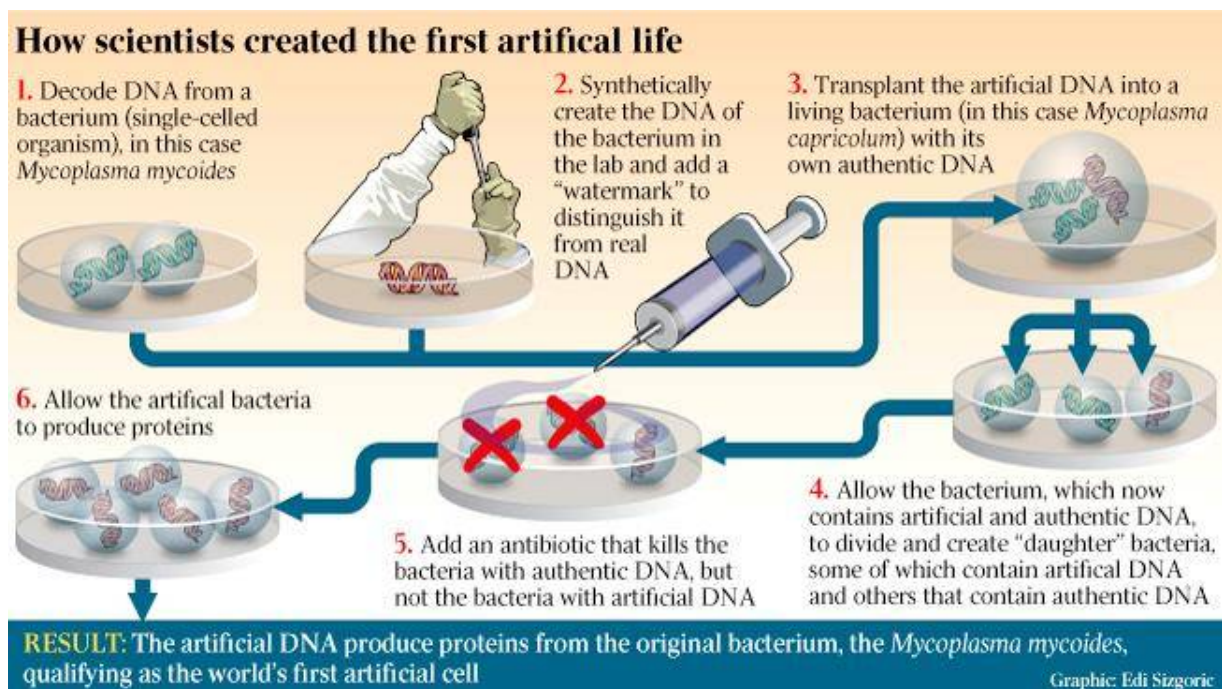 How scientists created the first artifical life
1. Decode DNA from a
bacterium (single-celled
organism), in this case
Mycoplasma mycoides
2. Synthetically
create the DNA of
the bacterium in
the lab and add a
“watermark” to
distinguish it
from real
DNA
3. Transplant the artificial DNA into a
living bacterium (in this case Mycoplasma
capricolum) with its
own authentic DNA
4. Allow the bacterium, which now
contains artificial and authentic DNA,
to divide and create “daughter” bacteria,
some of which contain artifical DNA
and others that contain authentic DNA
5. Add an antibiotic that kills the
bacteria with authentic DNA, but
not the bacteria with artificial DNA
6. Allow the artifical bacteria
to produce proteins
RESULT: The artificial DNA produce proteins from the original bacterium, the Mycoplasma mycoides,
qualifying as the world's first artificial cell
Graphic: Edi Sizgoric